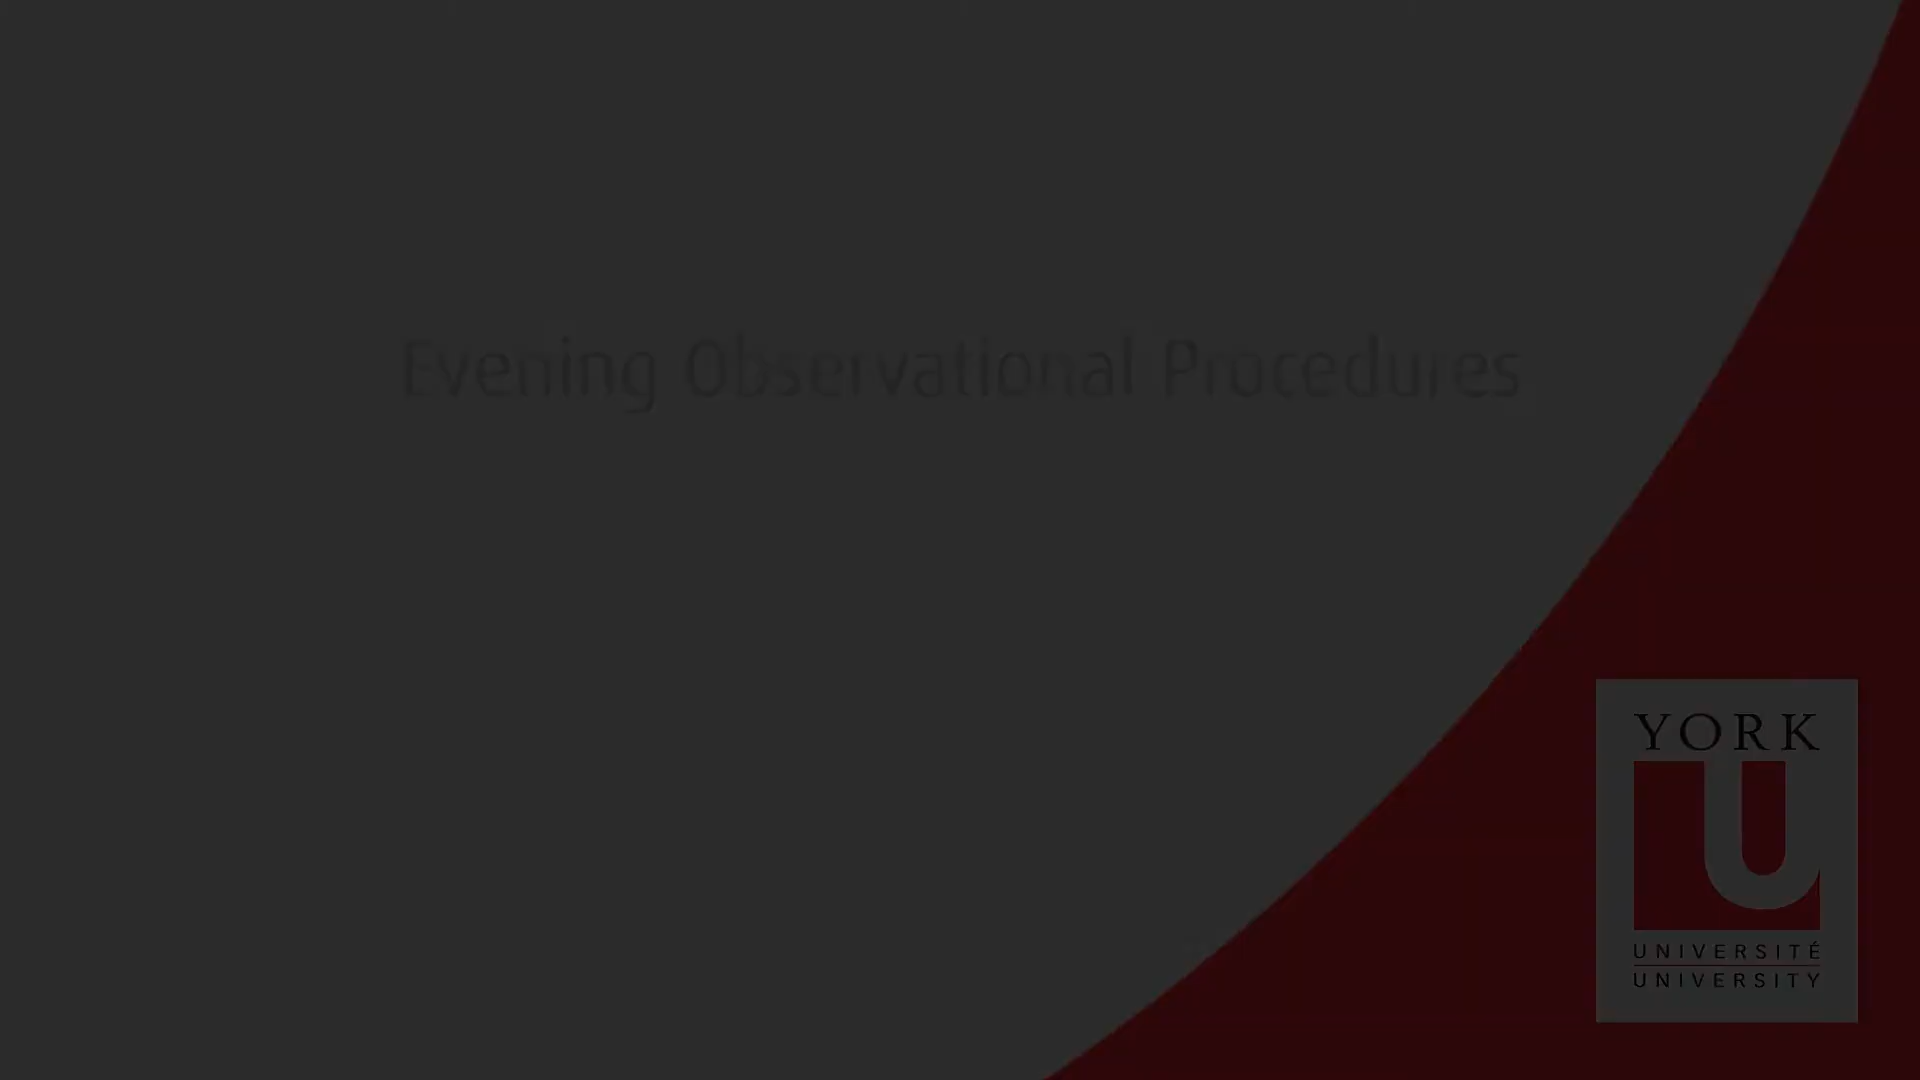 Evening Observational Procedures
YORK
U
UNIVERSITÉ
UNIVERSITY